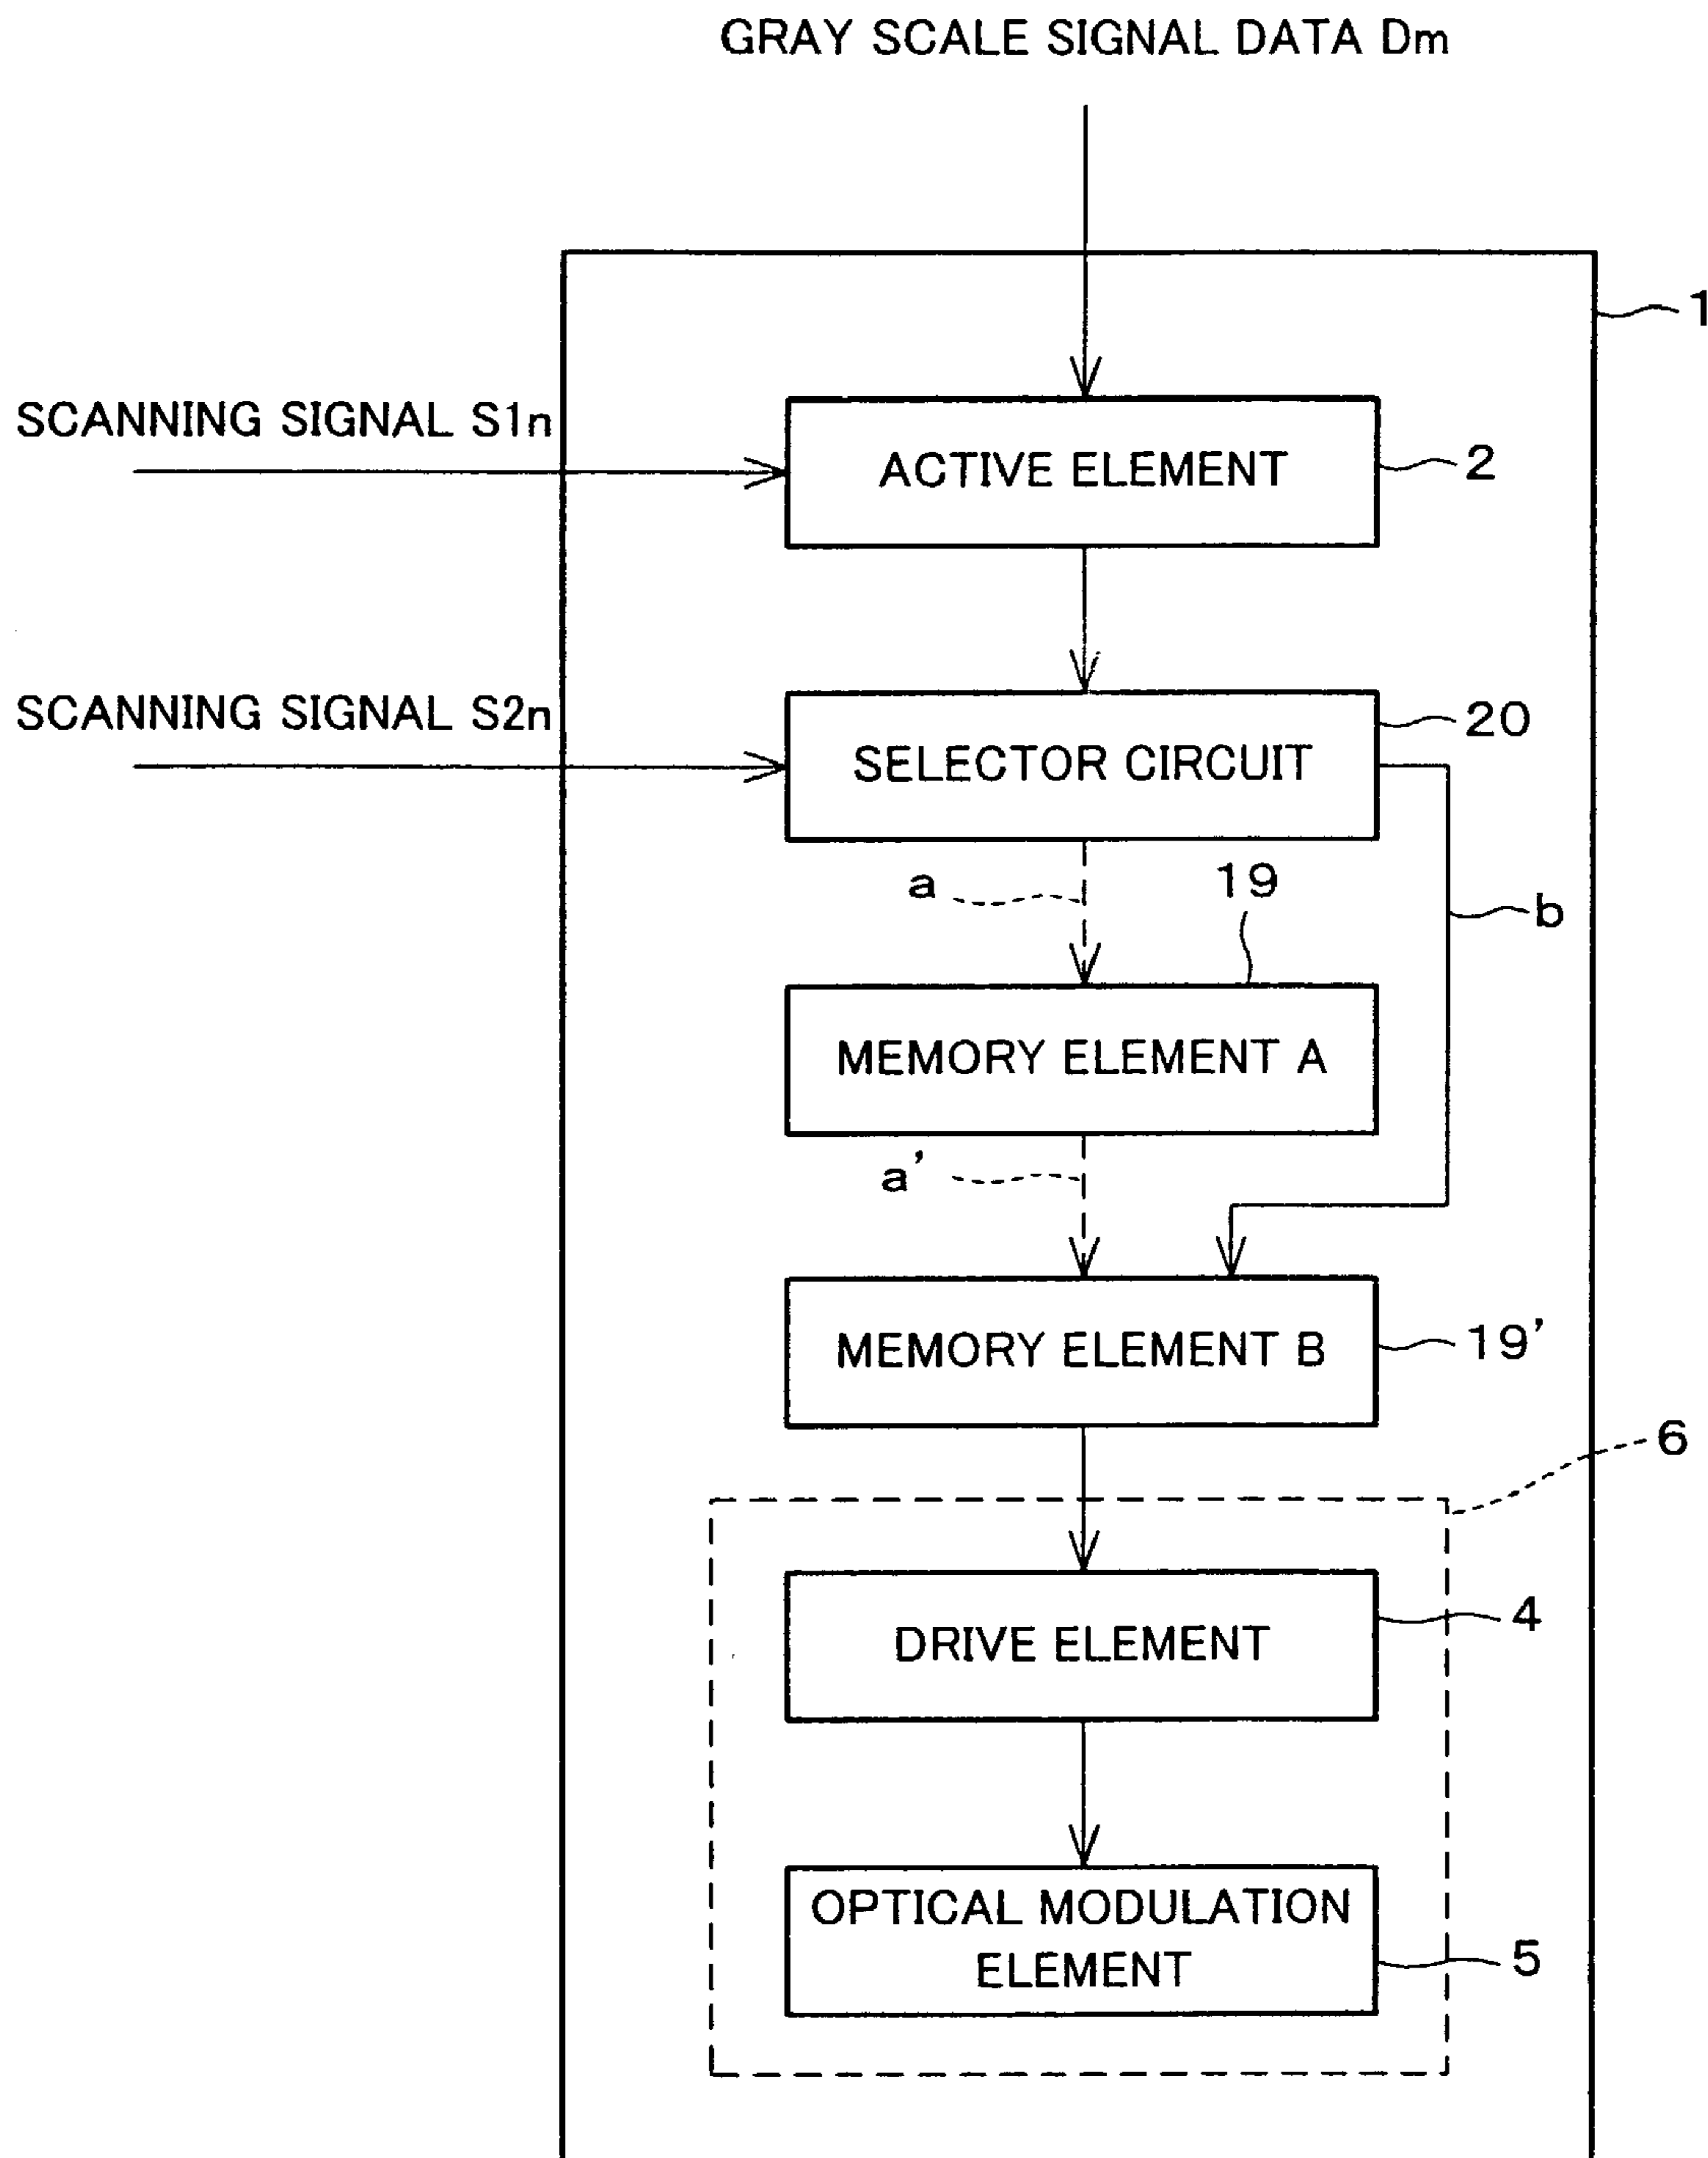 GRAY SCALE SIGNAL DATA Dm
1
SCANNING SIGNAL S1n
ACTIVE ELEMENT
2
SCANNING SIGNAL S2n
20
SELECTOR CIRCUIT
a
19
b
MEMORY ELEMENT A
a'
MEMORY ELEMENT B
19'
6
4
DRIVE ELEMENT
OPTICAL MODULATION
ELEMENT
5